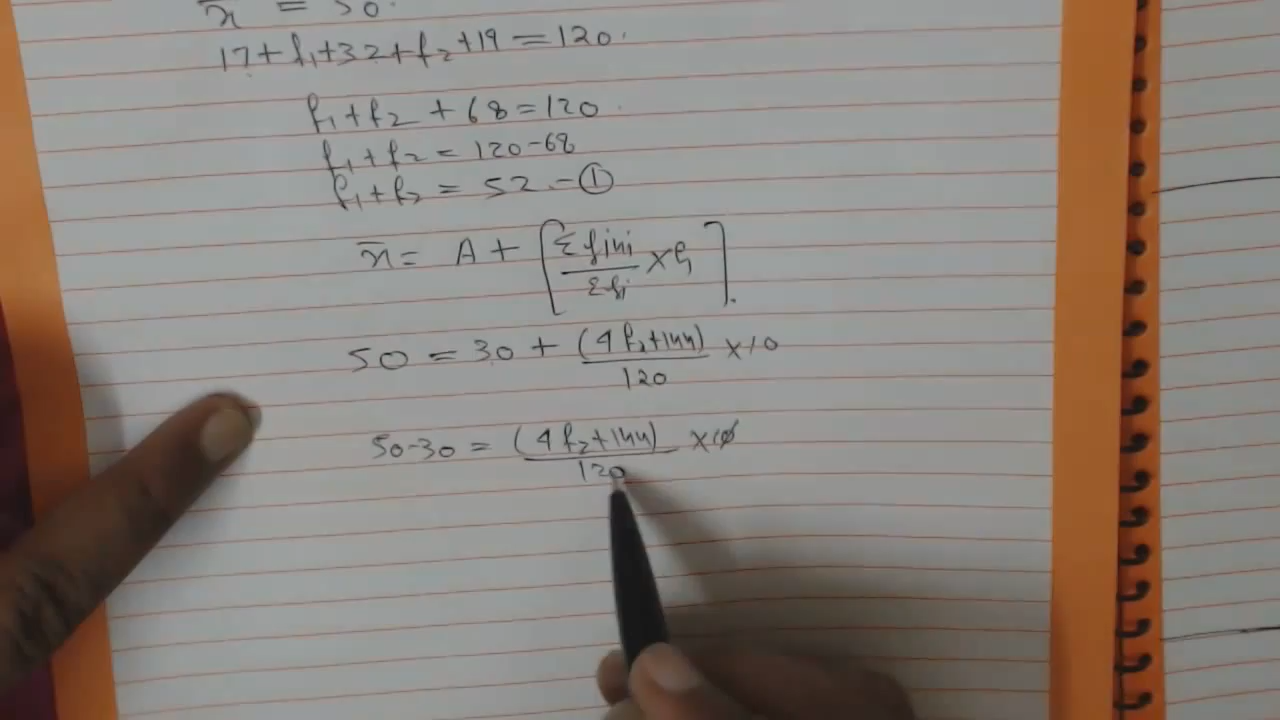 x̄ = 50.
17+f₁+32+f₂+19=120.
f₁+f₂ + 68=120.
f₁+f₂ = 120-68
f₁+f₂ = 52 - ①
x̄ = A + [Σfiui/Σfi × h].
50 = 30 + (4f₂+144)/120 ×10
50-30 = (4f₂+144)/120 ×10